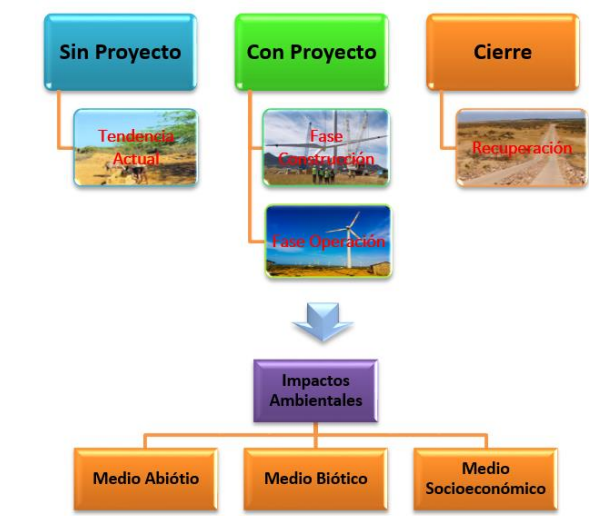 Sin Proyecto
Con Proyecto
Cierre
Tendencia
Actual
Fase
Construcción
Recuperación
Fase Operación
Impactos
Ambientales
Medio Abiótio
Medio Biótico
Medio
Socioeconómico